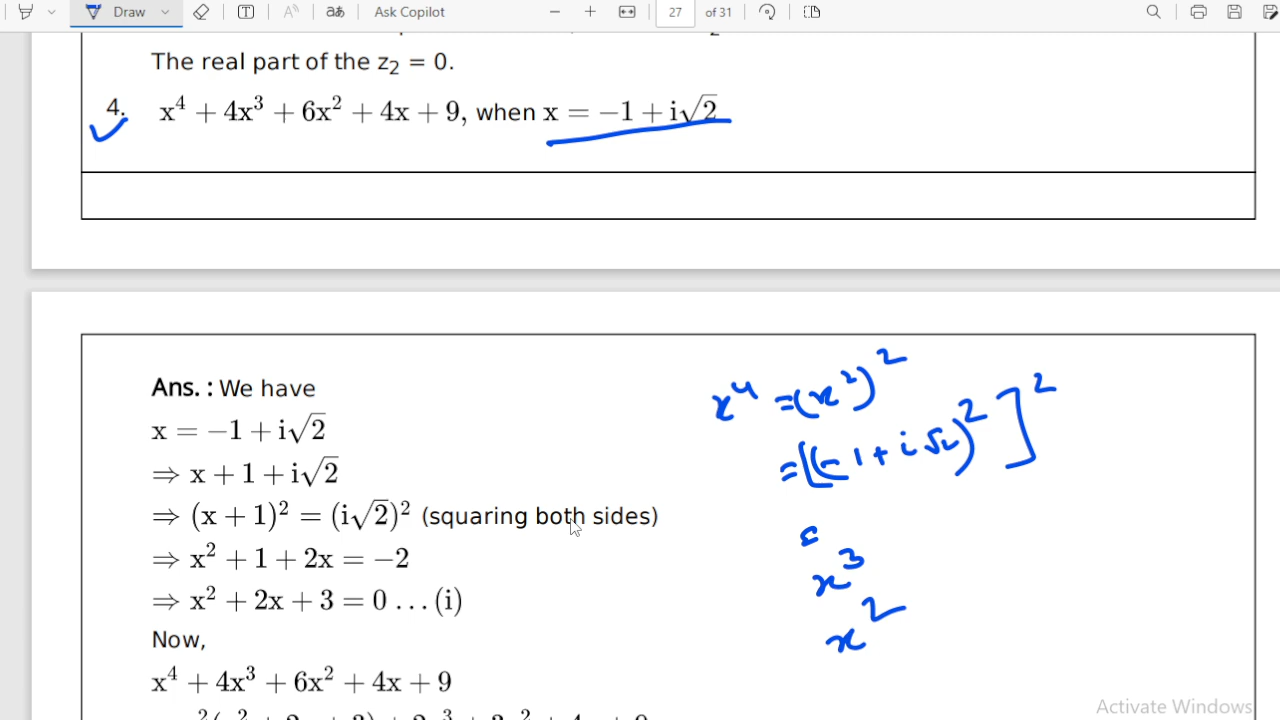 Draw
Ask Copilot
27 of 31
The real part of the z₂ = 0.
4. x⁴ + 4x³ + 6x² + 4x + 9, when x = −1 + i√2
Ans. : We have
x = −1 + i√2
⇒ x + 1 + i√2
⇒ (x + 1)² = (i√2)² (squaring both sides)
⇒ x² + 1 + 2x = −2
⇒ x² + 2x + 3 = 0 … (i)
Now,
x⁴ + 4x³ + 6x² + 4x + 9
x⁴ = (x²)²
= [(−1 + i√2)²]²
x³
x²
Activate Windows